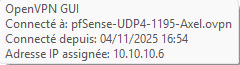 OpenVPN GUI
Connecté à: pfSense-UDP4-1195-Axel.ovpn
Connecté depuis: 04/11/2025 16:54
Adresse IP assignée: 10.10.10.6